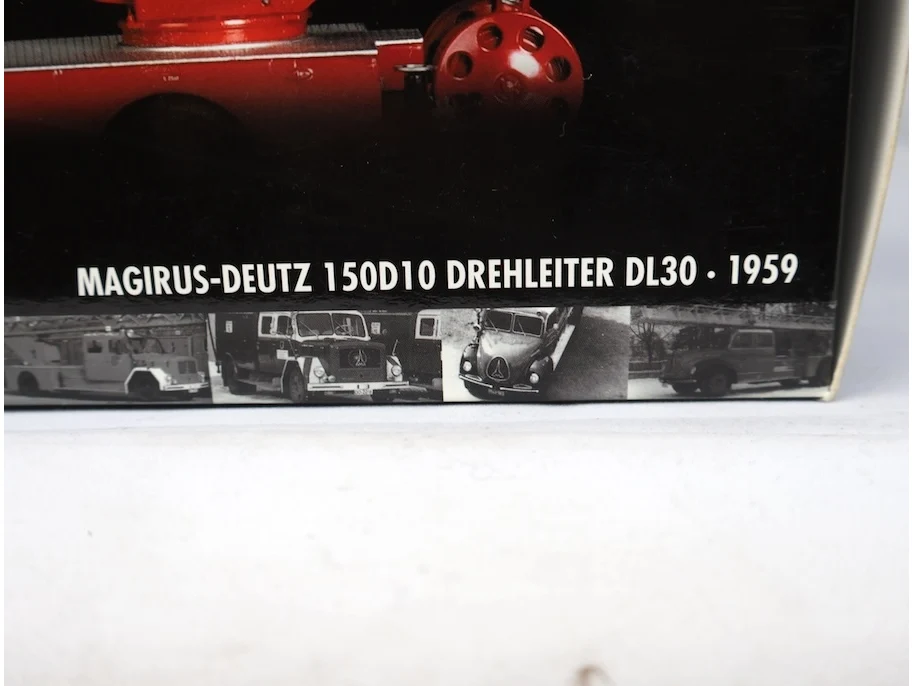 MAGIRUS-DEUTZ 150D10 DREHLEITER DL30 · 1959